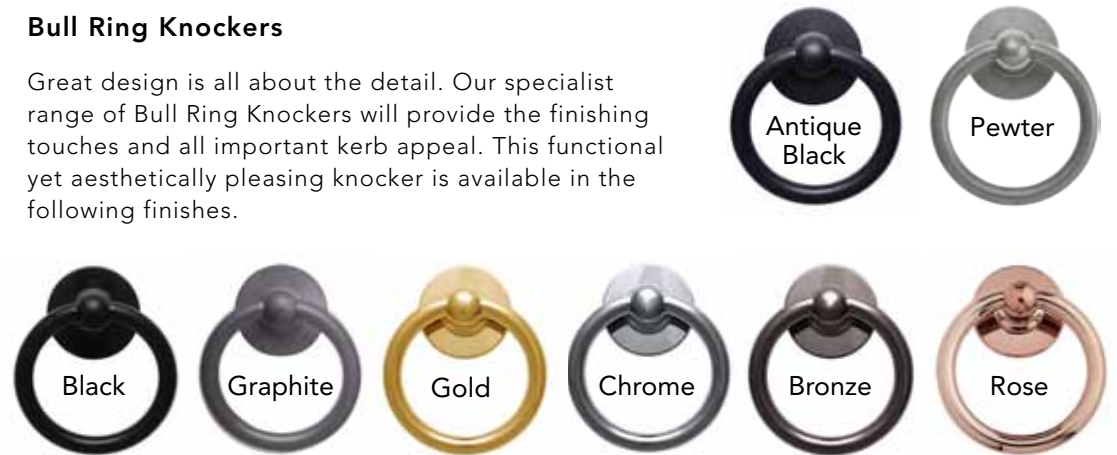 Bull Ring Knockers
Great design is all about the detail. Our specialist
range of Bull Ring Knockers will provide the finishing
touches and all important kerb appeal. This functional
yet aesthetically pleasing knocker is available in the
following finishes.
Antique
Black
Pewter
Black
Graphite
Gold
Chrome
Bronze
Rose